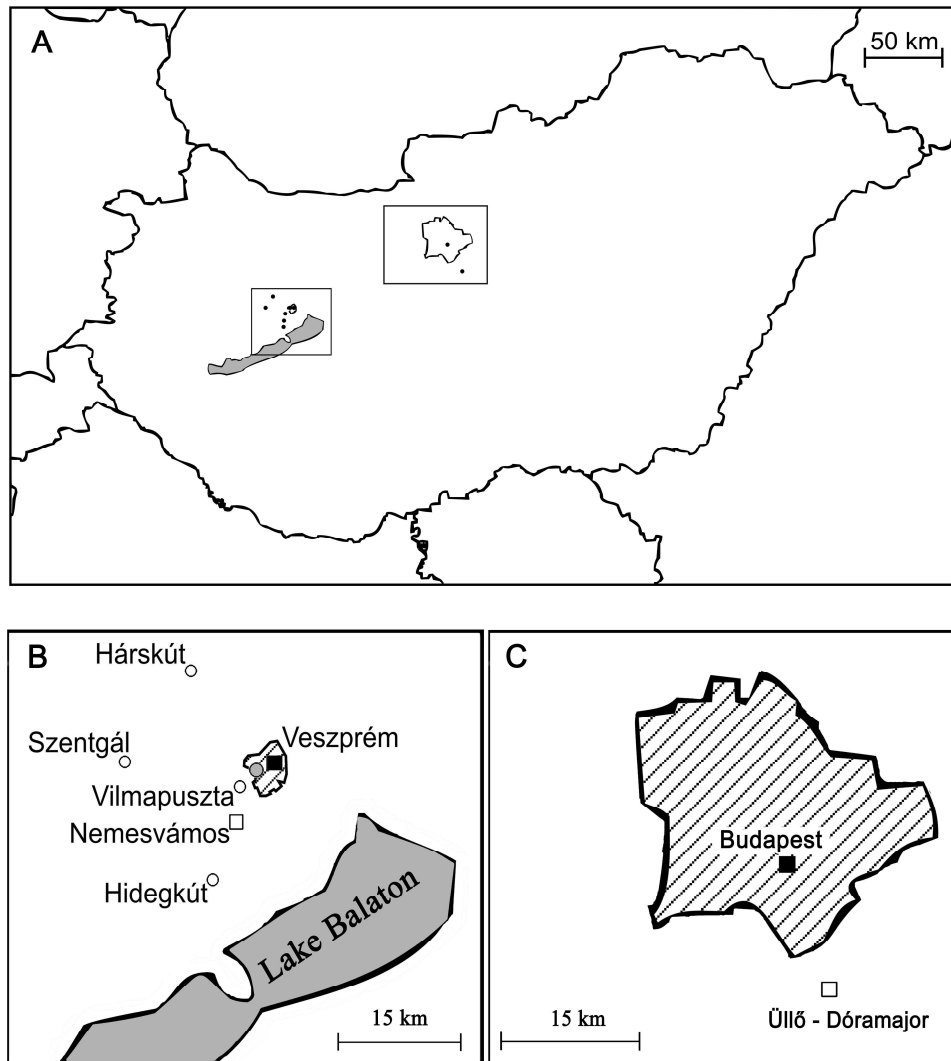 A
50 km
B
Hárskút
Szentgál
Veszprém
Vilmapuszta
Nemesvámos
Hidegkút
Lake Balaton
15 km
C
Budapest
15 km
Üllő - Dóramajor